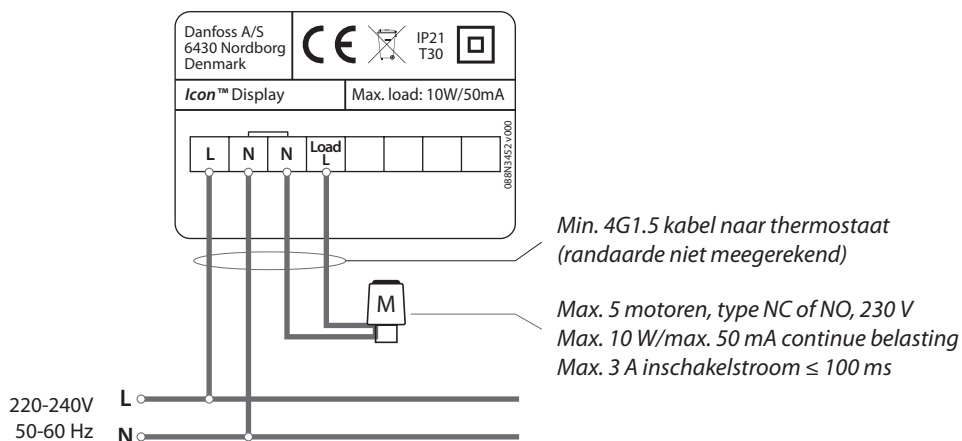 Danfoss A/S
6430 Nordborg
Denmark
CE
IP21
T30
Icon™ Display
Max. load: 10W/50mA
088N3452 v000
L N N Load L
Min. 4G1.5 kabel naar thermostaat
(randaarde niet meegerekend)
M
Max. 5 motoren, type NC of NO, 230 V
Max. 10 W/max. 50 mA continue belasting
Max. 3 A inschakelstroom ≤ 100 ms
220-240V L
50-60 Hz N